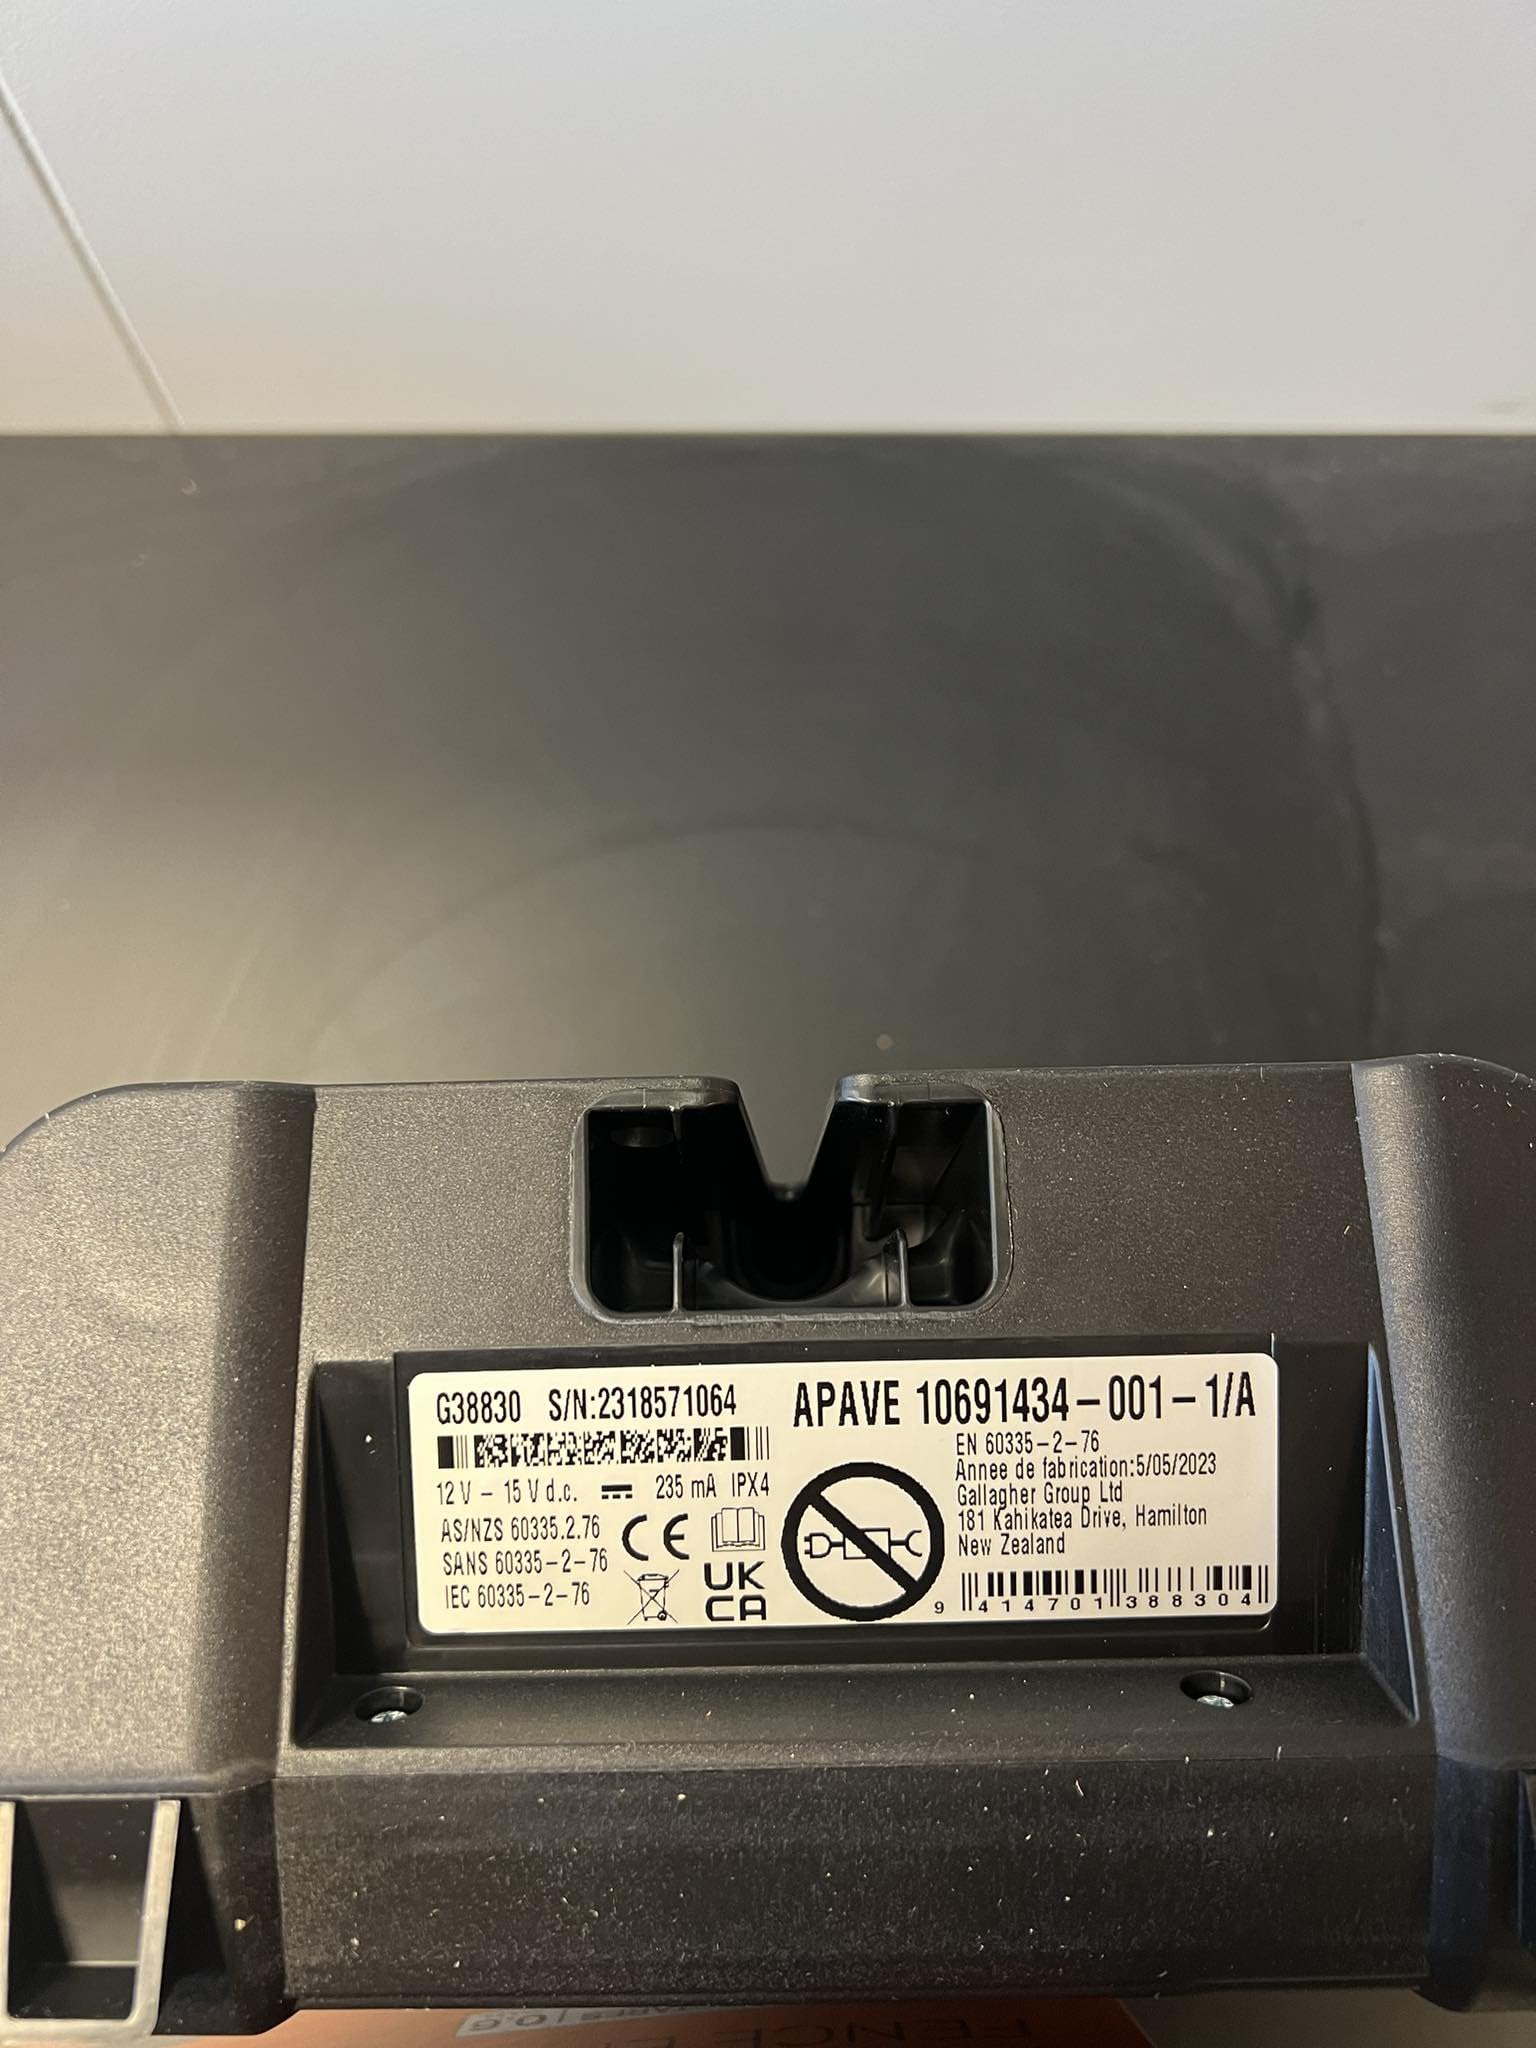 G38830 S/N:2318571064
12 V - 15 V d.c. 235 mA IPX4
AS/NZS 60335.2.76
SANS 60335-2-76
IEC 60335-2-76
CE
UK
CA
APAVE 10691434-001-1/A
EN 60335-2-76
Annee de fabrication:5/05/2023
Gallagher Group Ltd
181 Kahikatea Drive, Hamilton
New Zealand
9 414701 388304